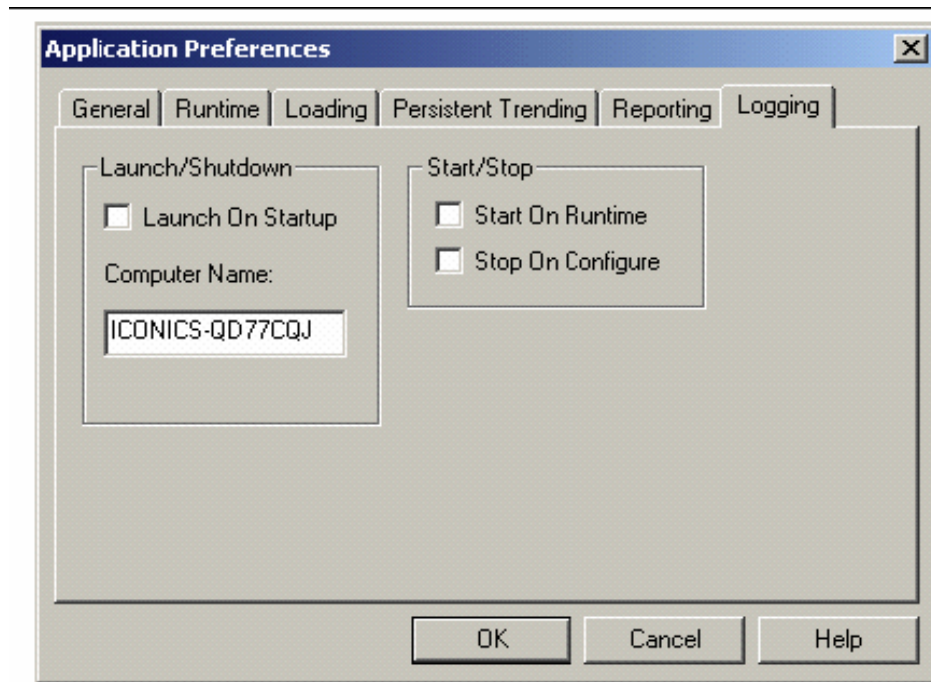 Application Preferences
General Runtime Loading Persistent Trending Reporting Logging
Launch/Shutdown
Launch On Startup
Computer Name:
ICONICS-QD77CQJ
Start/Stop
Start On Runtime
Stop On Configure
OK Cancel Help